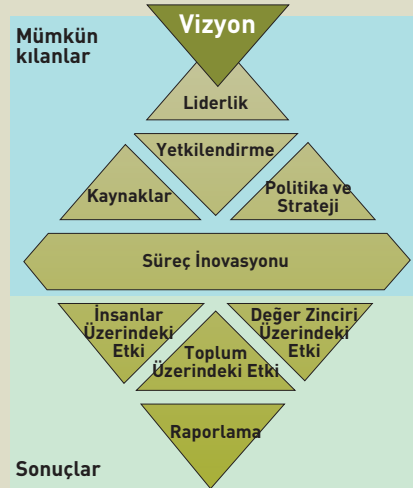 Vizyon
Mümkün
kılanlar
Liderlik
Yetkilendirme
Kaynaklar
Politika ve
Strateji
Süreç İnovasyonu
İnsanlar
Üzerindeki
Etki
Değer Zinciri
Üzerindeki
Etki
Toplum
Üzerindeki Etki
Raporlama
Sonuçlar